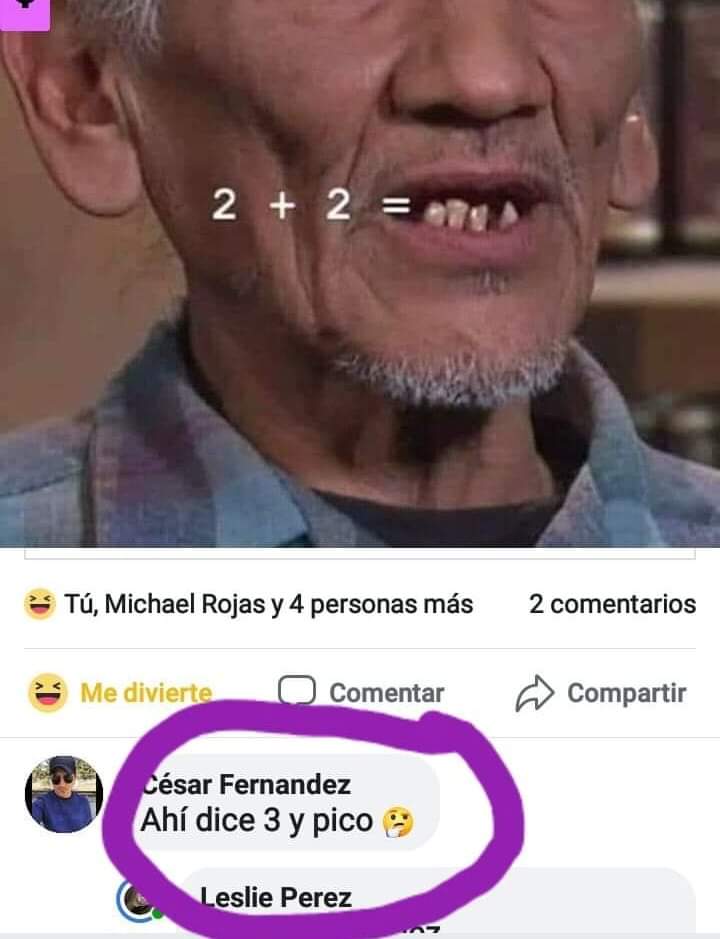 2 + 2 =
Tú, Michael Rojas y 4 personas más
2 comentarios
Me divierte
Comentar
Compartir
César Fernandez
Ahí dice 3 y pico 🤔
Leslie Perez